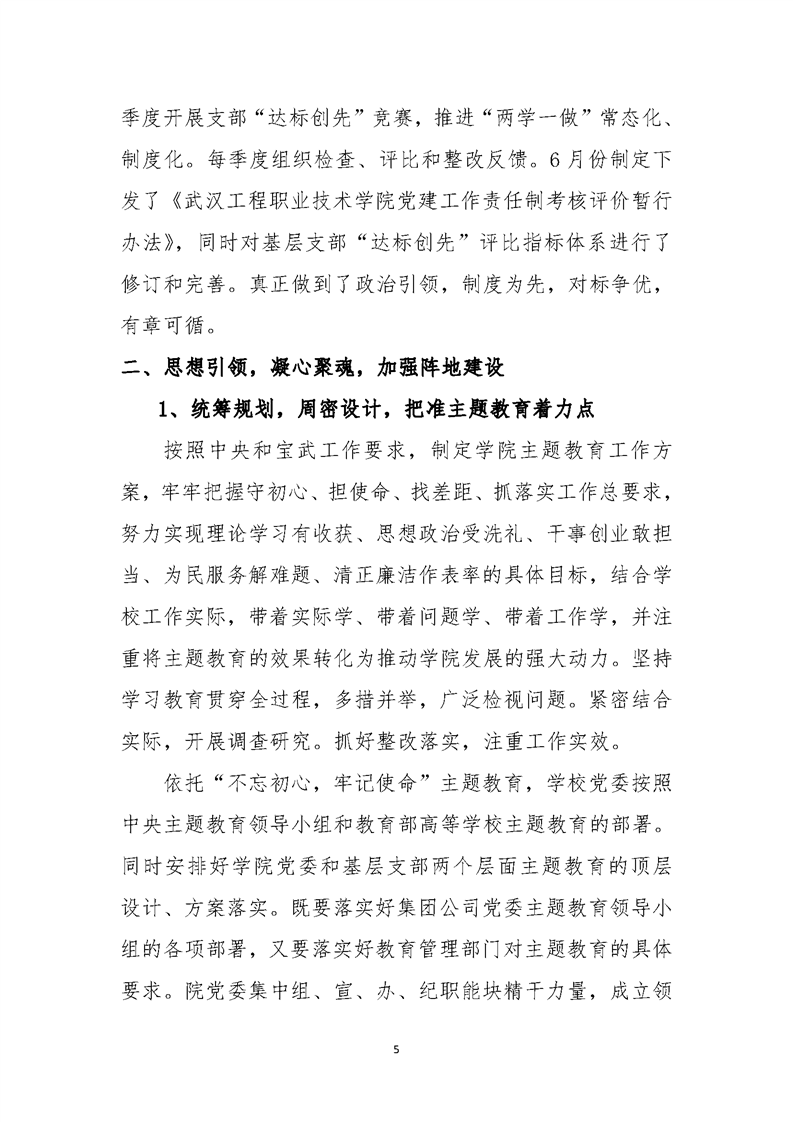 季度开展支部“达标创先”竞赛，推进“两学一做”常态化、
制度化。每季度组织检查、评比和整改反馈。6 月份制定下
发了《武汉工程职业技术学院党建工作责任制考核评价暂行
办法》，同时对基层支部“达标创先”评比指标体系进行了
修订和完善。真正做到了政治引领，制度为先，对标争优，
有章可循。
二、思想引领，凝心聚魂，加强阵地建设
1、统筹规划，周密设计，把准主题教育着力点
按照中央和宝武工作要求，制定学院主题教育工作方
案，牢牢把握守初心、担使命、找差距、抓落实工作总要求，
努力实现理论学习有收获、思想政治受洗礼、干事创业敢担
当、为民服务解难题、清正廉洁作表率的具体目标，结合学
校工作实际，带着实际学、带着问题学、带着工作学，并注
重将主题教育的效果转化为推动学院发展的强大动力。坚持
学习教育贯穿全过程，多措并举，广泛检视问题。紧密结合
实际，开展调查研究。抓好整改落实，注重工作实效。
依托“不忘初心，牢记使命”主题教育，学校党委按照
中央主题教育领导小组和教育部高等学校主题教育的部署。
同时安排好学院党委和基层支部两个层面主题教育的顶层
设计、方案落实。既要落实好集团公司党委主题教育领导小
组的各项部署，又要落实好教育管理部门对主题教育的具体
要求。院党委集中组、宣、办、纪职能块精干力量，成立领
5